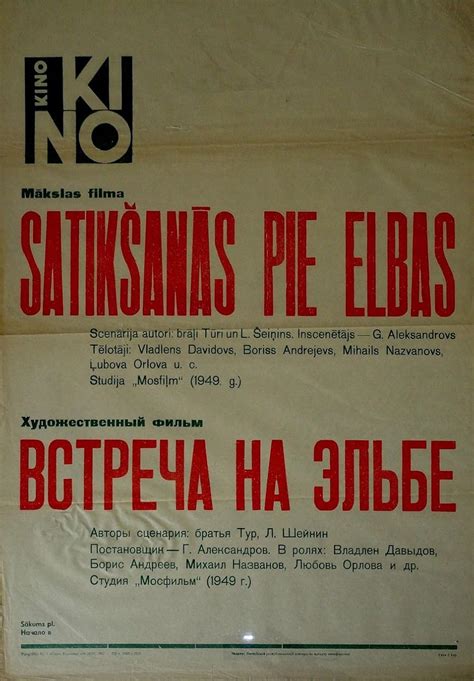 KINO
KINO
Mākslas filma
SATIKŠANĀS PIE ELBAS
Scenārija autori: brāļi Tūri un L. Šeiņins. Inscenētājs — G. Aleksandrovs
Tēlotāji: Vladlens Davidovs, Boriss Andrejevs, Mihails Nazvanovs,
Ļubova Orlova u. c.
Studija „Mosfiļm” (1949. g.)
Художественный фильм
ВСТРЕЧА НА ЭЛЬБЕ
Авторы сценария: братья Тур, Л. Шейнин
Постановщик — Г. Александров. В ролях: Владлен Давыдов,
Борис Андреев, Михаил Названов, Любовь Орлова и др.
Студия „Мосфильм” (1949 г.)
Sākums pl.
Начало в